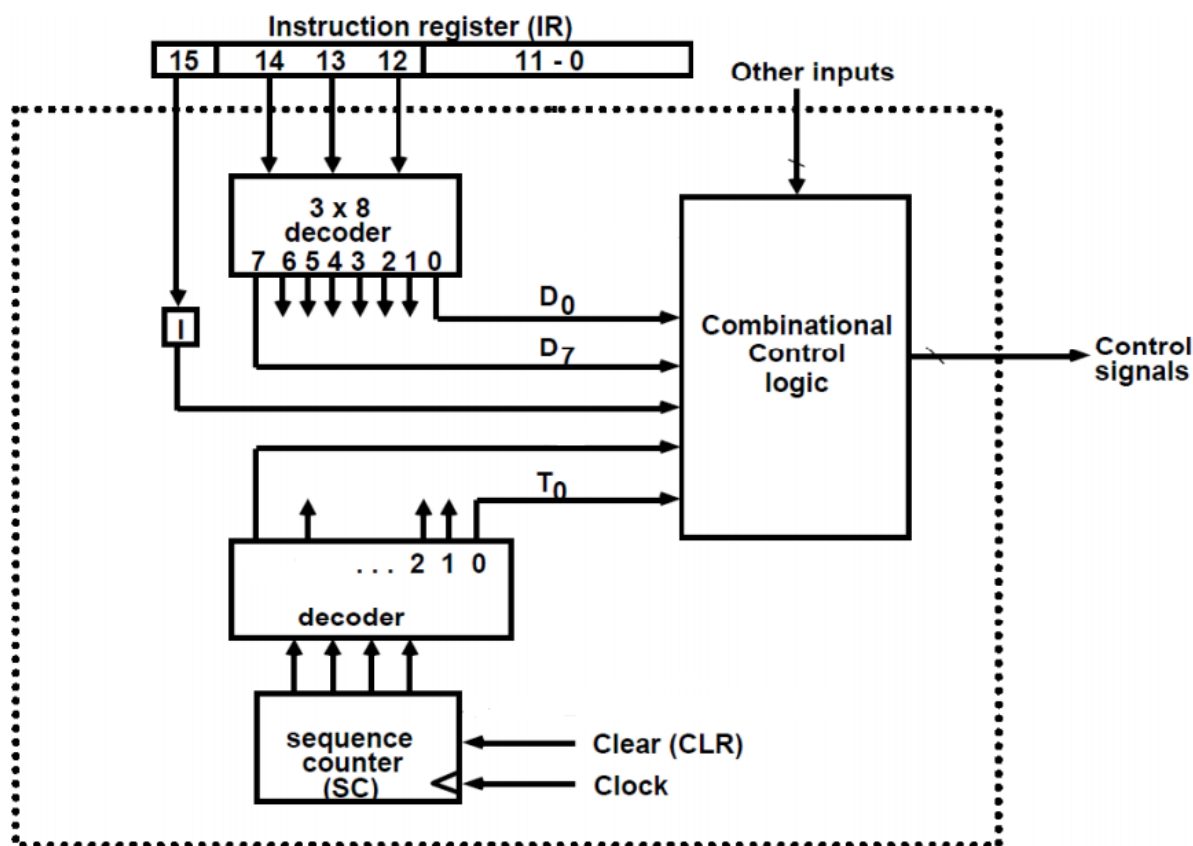 Instruction register (IR)
15 14 13 12 11 - 0
Other inputs
3 x 8
decoder
7 6 5 4 3 2 1 0
D0
I
D7
Combinational
Control
logic
Control
signals
T0
. . . 2 1 0
decoder
sequence
counter
(SC)
Clear (CLR)
Clock